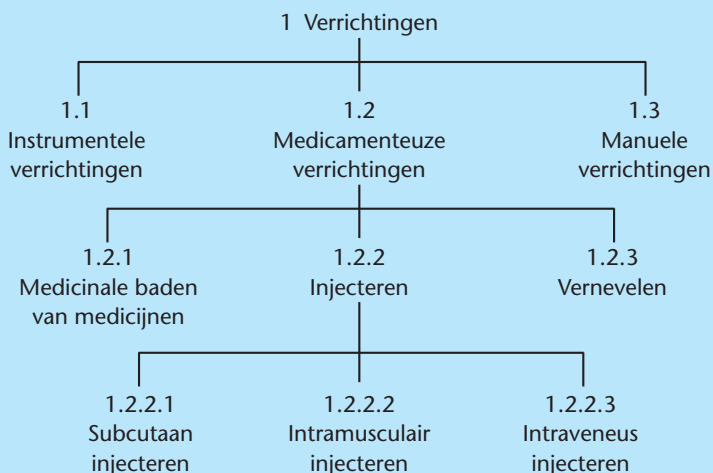 1 Verrichtingen
1.1
Instrumentele
verrichtingen
1.2
Medicamenteuze
verrichtingen
1.3
Manuele
verrichtingen
1.2.1
Medicinale baden
van medicijnen
1.2.2
Injecteren
1.2.3
Vernevelen
1.2.2.1
Subcutaan
injecteren
1.2.2.2
Intramusculair
injecteren
1.2.2.3
Intraveneus
injecteren